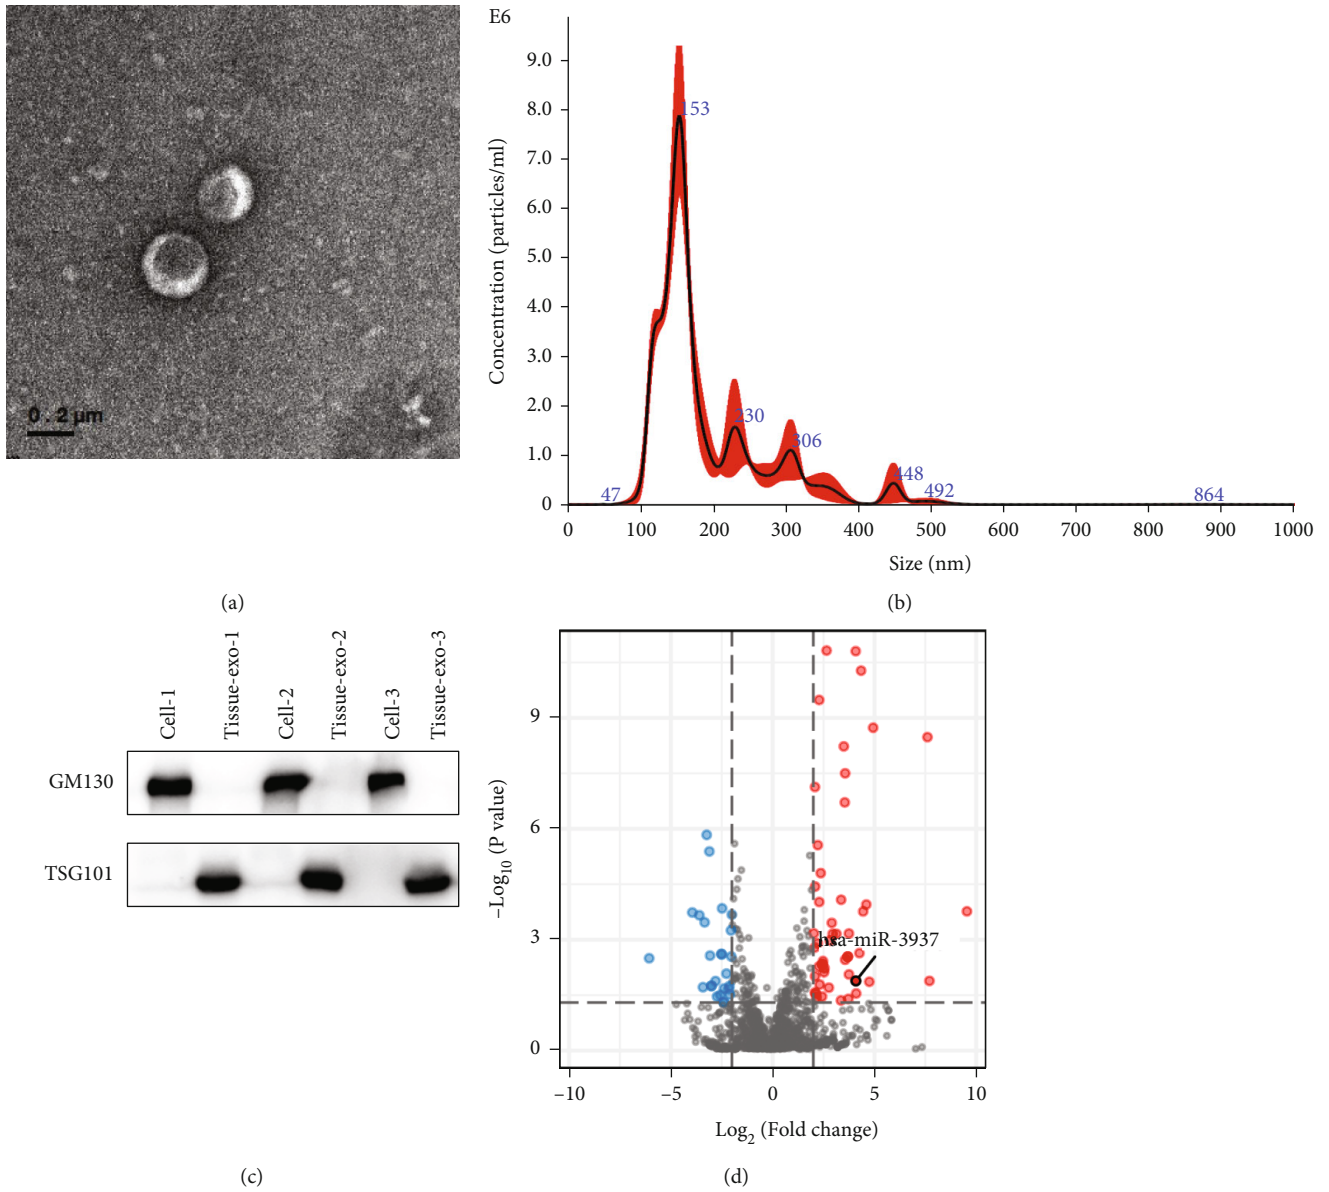 0.2 µm
(a)
E6
9.0
8.0
7.0
6.0
5.0
4.0
3.0
2.0
1.0
0
Concentration (particles/ml)
153
230
306
47
448
492
864
0 100 200 300 400 500 600 700 800 900 1000
Size (nm)
(b)
Cell-1
Tissue-exo-1
Cell-2
Tissue-exo-2
Cell-3
Tissue-exo-3
GM130
TSG101
(c)
–Log10 (P value)
9
6
3
0
hsa-miR-3937
–10 –5 0 5 10
Log2 (Fold change)
(d)